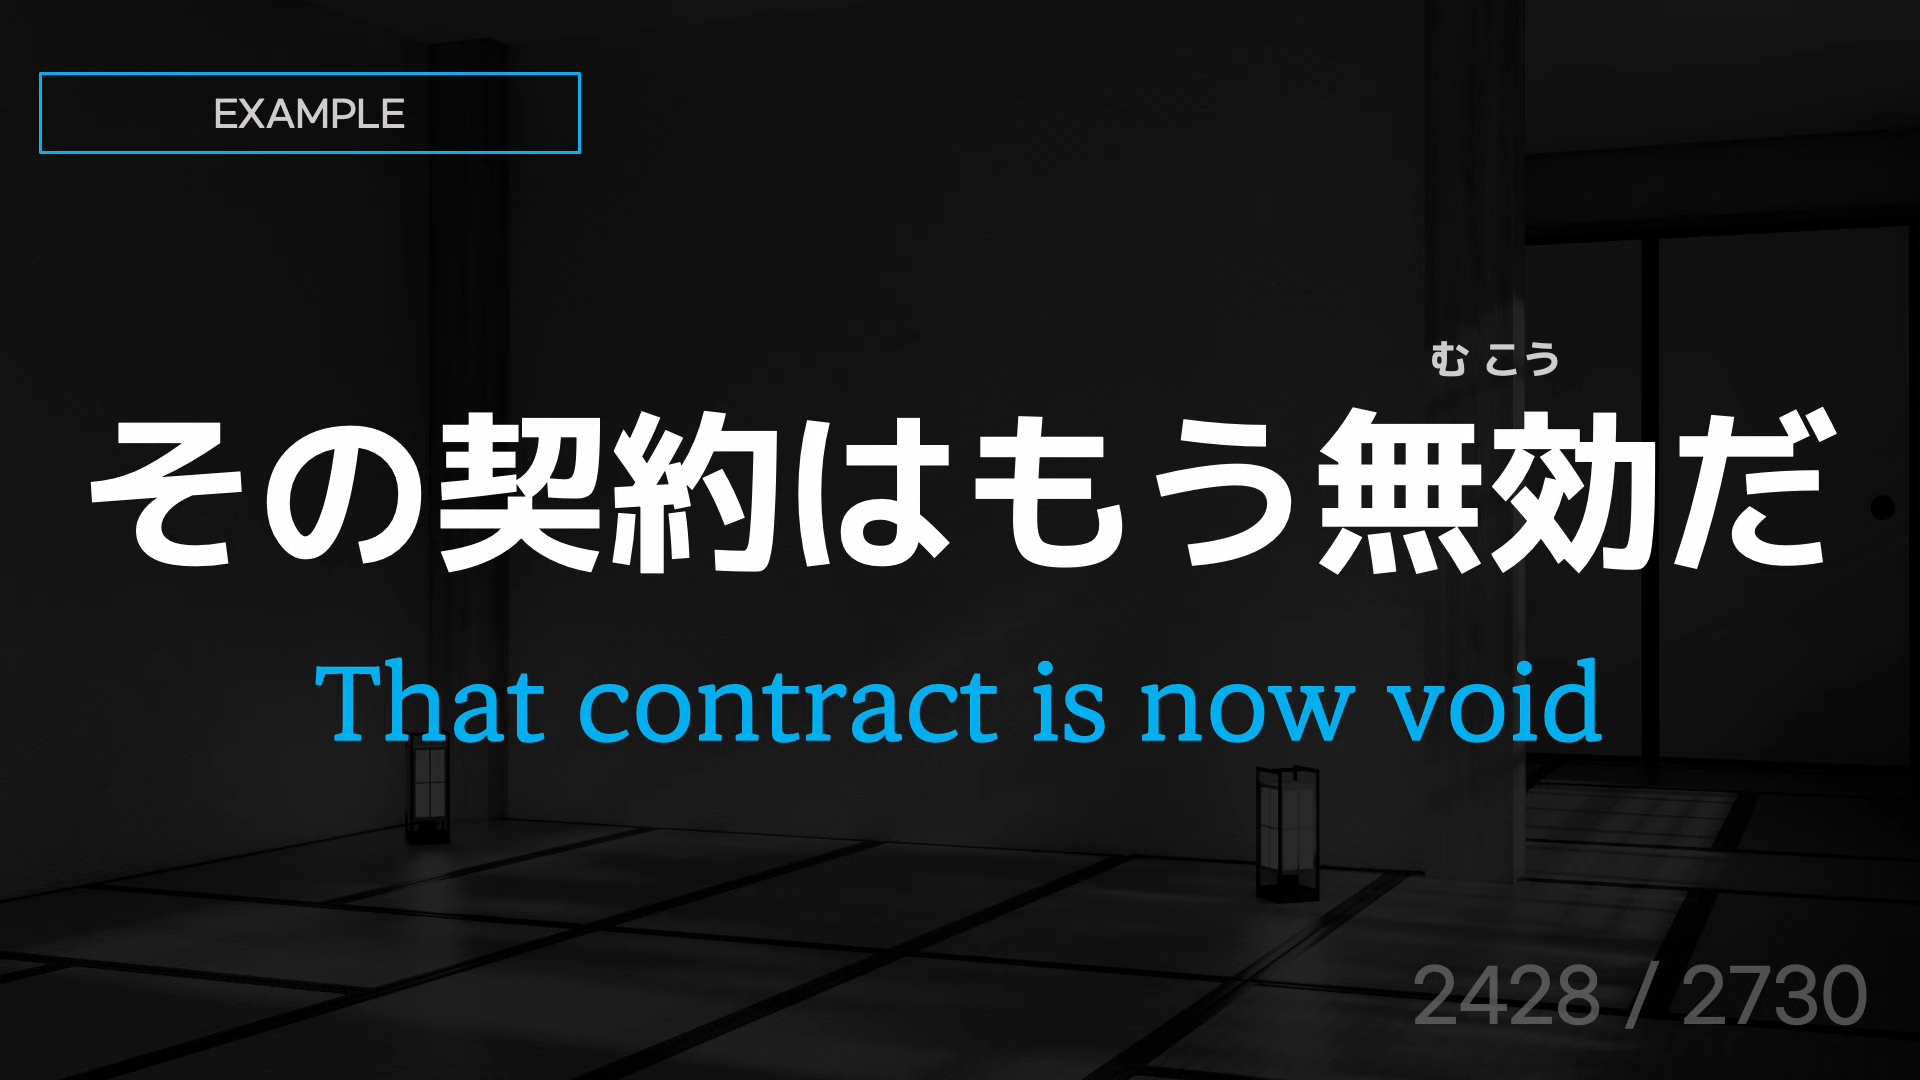 EXAMPLE
む こう
その契約はもう無効だ
That contract is now void
2428 / 2730